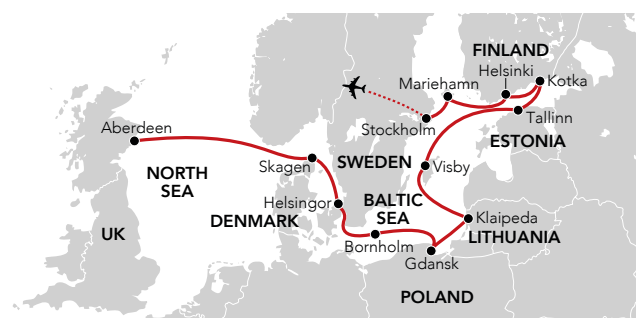 FINLAND
Helsinki
Mariehamn
Kotka
Stockholm
Tallinn
Aberdeen
ESTONIA
Skagen
SWEDEN
Visby
NORTH
SEA
BALTIC
SEA
Helsingor
DENMARK
Klaipeda
LITHUANIA
UK
Bornholm
Gdansk
POLAND